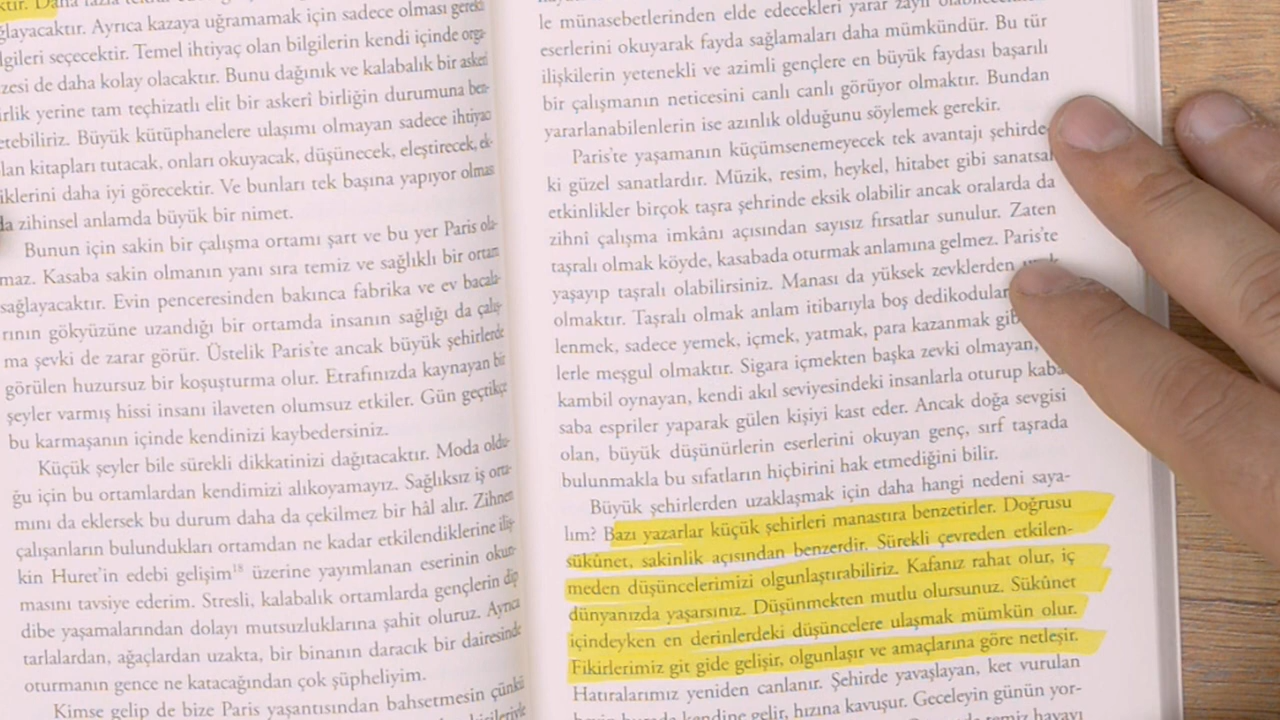 ktır. Daha fazla
ğlayacaktır. Ayrıca kazaya uğramamak için sadece olması gerek
lgileri seçecektir. Temel ihtiyaç olan bilgilerin kendi içinde orga-
zesi de daha kolay olacaktır. Bunu dağınık ve kalabalık bir askerî
irlik yerine tam teçhizatlı elit bir askerî birliğin durumuna ben-
etebiliriz. Büyük kütüphanelere ulaşımı olmayan sadece ihtiyac
lan kitapları tutacak, onları okuyacak, düşünecek, eleştirecek, ek-
iklerini daha iyi görecektir. Ve bunları tek başına yapıyor olması
da zihinsel anlamda büyük bir nimet.
Bunun için sakin bir çalışma ortamı şart ve bu yer Paris ola-
maz. Kasaba sakin olmanın yanı sıra temiz ve sağlıklı bir ortam
sağlayacaktır. Evin penceresinden bakınca fabrika ve ev bacala-
rının gökyüzüne uzandığı bir ortamda insanın sağlığı da çalış-
ma şevki de zarar görür. Üstelik Paris'te ancak büyük şehirlerde
görülen huzursuz bir koşuşturma olur. Etrafınızda kaynayan bir
şeyler varmış hissi insanı ilaveten olumsuz etkiler. Gün geçtikçe
bu karmaşanın içinde kendinizi kaybedersiniz.
Küçük şeyler bile sürekli dikkatinizi dağıtacaktır. Moda oldu-
ğu için bu ortamlardan kendimizi alıkoyamayız. Sağlıksız iş orta-
mını da eklersek bu durum daha da çekilmez bir hâl alır. Zihnen
çalışanların bulundukları ortamdan ne kadar etkilendiklerine iliş-
kin Huret'in edebi gelişim18 üzerine yayımlanan eserinin okun-
masını tavsiye ederim. Stresli, kalabalık ortamlarda gençlerin dip
dibe yaşamalarından dolayı mutsuzluklarına şahit oluruz. Ayrıca
tarlalardan, ağaçlardan uzakta, bir binanın daracık bir dairesinde
oturmanın gence ne katacağından çok şüpheliyim.
Kimse gelip de bize Paris yaşantısından bahsetmesin çünkü
le münasebetlerinden elde edecekleri yarar zayıf
eserlerini okuyarak fayda sağlamaları daha mümkündür. Bu tür
ilişkilerin yetenekli ve azimli gençlere en büyük faydası başarılı
bir çalışmanın neticesini canlı canlı görüyor olmaktır. Bundan
yararlanabilenlerin ise azınlık olduğunu söylemek gerekir.
Paris'te yaşamanın küçümsenemeyecek tek avantajı şehirde-
ki güzel sanatlardır. Müzik, resim, heykel, hitabet gibi sanatsal
etkinlikler birçok taşra şehrinde eksik olabilir ancak oralarda da
zihnî çalışma imkânı açısından sayısız fırsatlar sunulur. Zaten
taşralı olmak köyde, kasabada oturmak anlamına gelmez. Paris'te
yaşayıp taşralı olabilirsiniz. Manası da yüksek zevklerden
olmaktır. Taşralı olmak anlam itibarıyla boş dedikodular
lenmek, sadece yemek, içmek, yatmak, para kazanmak gib
lerle meşgul olmaktır. Sigara içmekten başka zevki olmayan,
kambil oynayan, kendi akıl seviyesindeki insanlarla oturup kaba
saba espriler yaparak gülen kişiyi kast eder. Ancak doğa sevgisi
olan, büyük düşünürlerin eserlerini okuyan genç, sırf taşrada
bulunmakla bu sıfatların hiçbirini hak etmediğini bilir.
Büyük şehirlerden uzaklaşmak için daha hangi nedeni saya-
lım? Bazı yazarlar küçük şehirleri manastıra benzetirler. Doğrusu
sükûnet, sakinlik açısından benzerdir. Sürekli çevreden etkilen-
meden düşüncelerimizi olgunlaştırabiliriz. Kafanız rahat olur, iç
dünyanızda yaşarsınız. Düşünmekten mutlu olursunuz. Sükûnet
içindeyken en derinlerdeki düşüncelere ulaşmak mümkün olur.
Fikirlerimiz git gide gelişir, olgunlaşır ve amaçlarına göre netleşir.
Hatıralarımız yeniden canlanır. Şehirde yavaşlayan, ket vurulan
kendine gelir, hızına kavuşur. Geceleyin günün yor-
temiz havayı